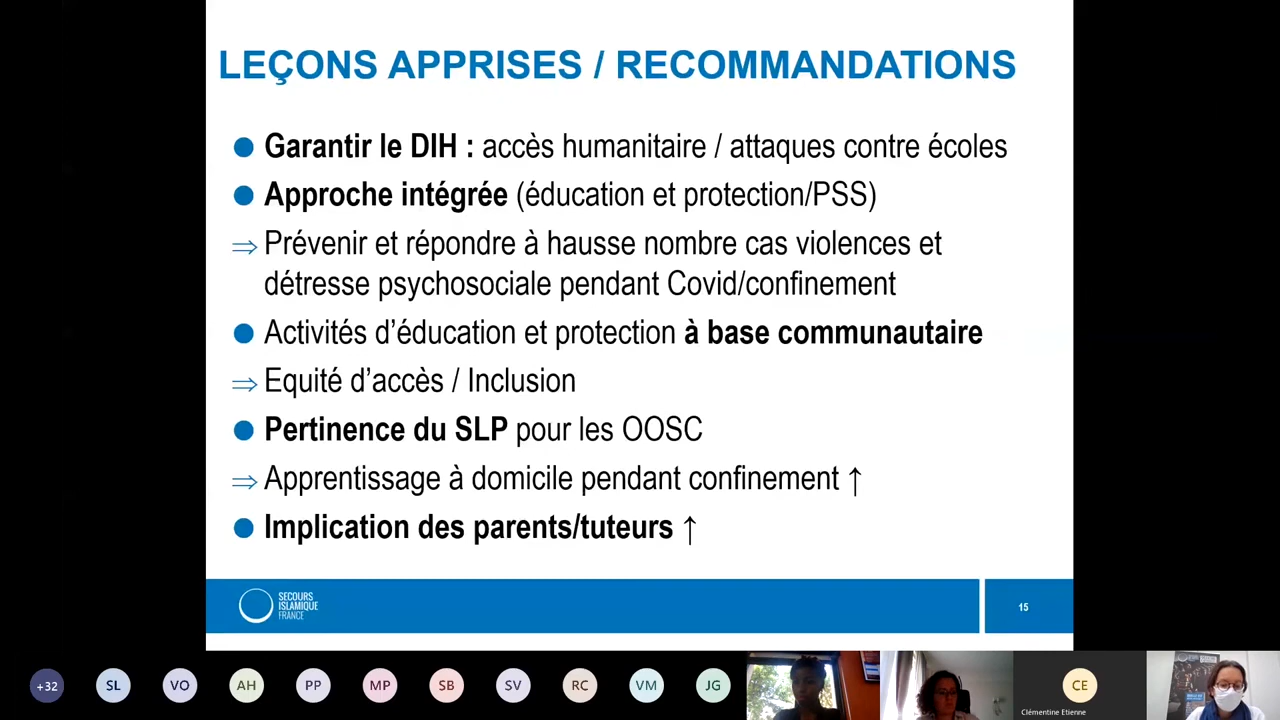 LEÇONS APPRISES / RECOMMANDATIONS
● Garantir le DIH : accès humanitaire / attaques contre écoles
● Approche intégrée (éducation et protection/PSS)
⇒ Prévenir et répondre à hausse nombre cas violences et
détresse psychosociale pendant Covid/confinement
● Activités d’éducation et protection à base communautaire
⇒ Equité d’accès / Inclusion
● Pertinence du SLP pour les OOSC
⇒ Apprentissage à domicile pendant confinement ↑
● Implication des parents/tuteurs ↑
SECOURS
ISLAMIQUE
FRANCE
15
+32 SL VO AH PP MP SB SV RC VM JG CE
Clémentine Etienne